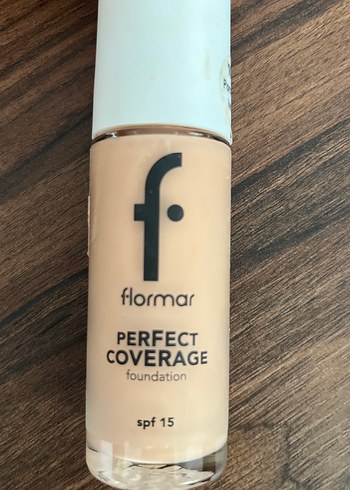 f
flormar
PERFECT
COVERAGE
foundation
spf 15